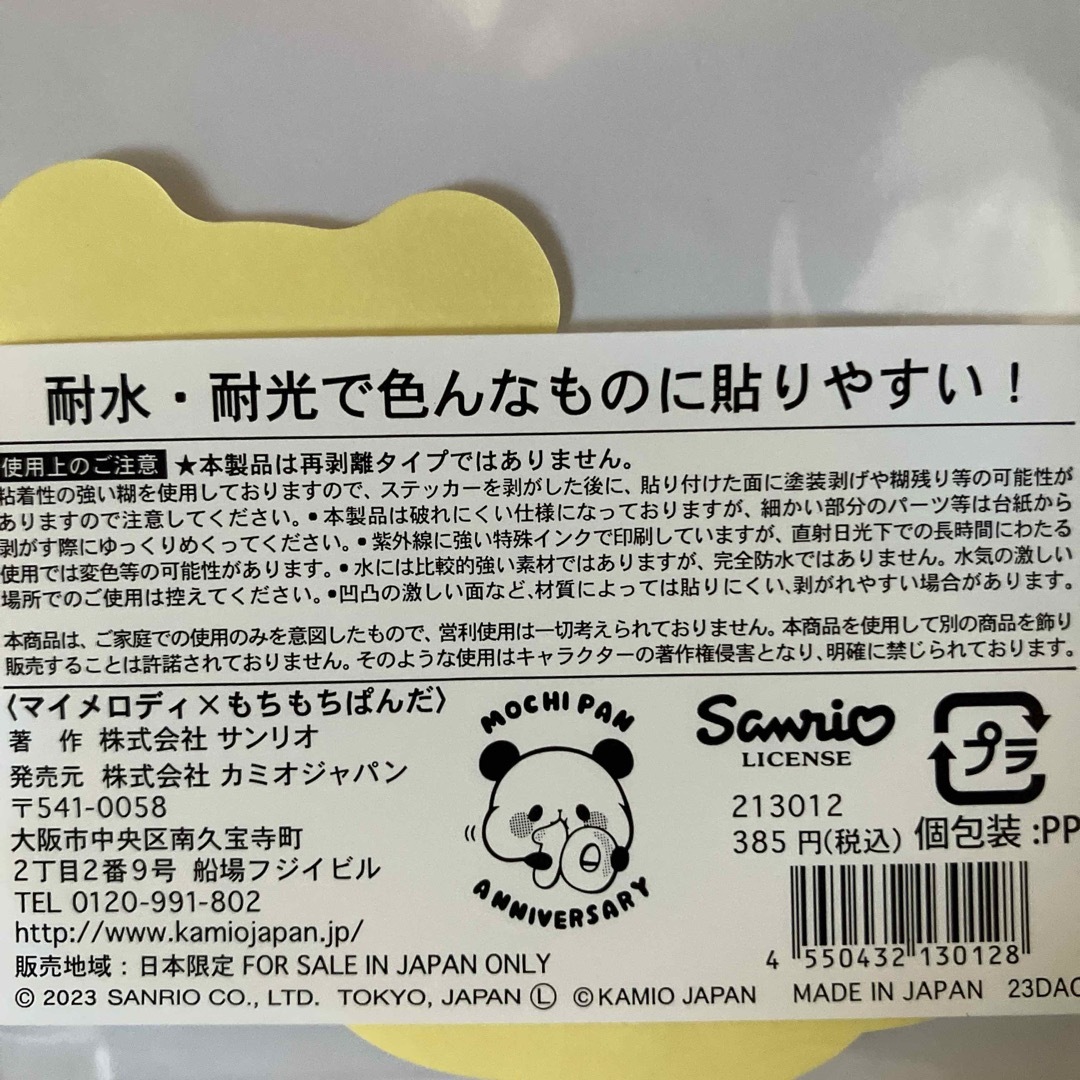 耐水・耐光で色んなものに貼りやすい!
使用上のご注意 ★本製品は再剥離タイプではありません。
粘着性の強い糊を使用しておりますので、ステッカーを剥がした後に、貼り付けた面に塗装剥げや糊残り等の可能性が
ありますので注意してください。●本製品は破れにくい仕様になっておりますが、細かい部分のパーツ等は台紙から
剥がす際にゆっくりめくってください。●紫外線に強い特殊インクで印刷していますが、直射日光下での長時間にわたる
使用では変色等の可能性があります。●水には比較的強い素材ではありますが、完全防水ではありません。水気の激しい
場所でのご使用は控えてください。●凹凸の激しい面など、材質によっては貼りにくい、剥がれやすい場合があります。
本商品は、ご家庭での使用のみを意図したもので、営利使用は一切考えられておりません。本商品を使用して別の商品を飾り
販売することは許諾されておりません。そのような使用はキャラクターの著作権侵害となり、明確に禁じられております。
〈マイメロディ×もちもちぱんだ〉
著 作 株式会社 サンリオ
発売元 株式会社 カミオジャパン
〒541-0058
大阪市中央区南久宝寺町
2丁目2番9号 船場フジイビル
TEL 0120-991-802
http://www.kamiojapan.jp/
販売地域:日本限定 FOR SALE IN JAPAN ONLY
© 2023 SANRIO CO., LTD. TOKYO, JAPAN Ⓛ © KAMIO JAPAN
MOCHI PAN
ANNIVERSARY
Sanrio
LICENSE
213012
385 円(税込)
プラ
個包装:PP
4 550432 130128
MADE IN JAPAN 23DAC